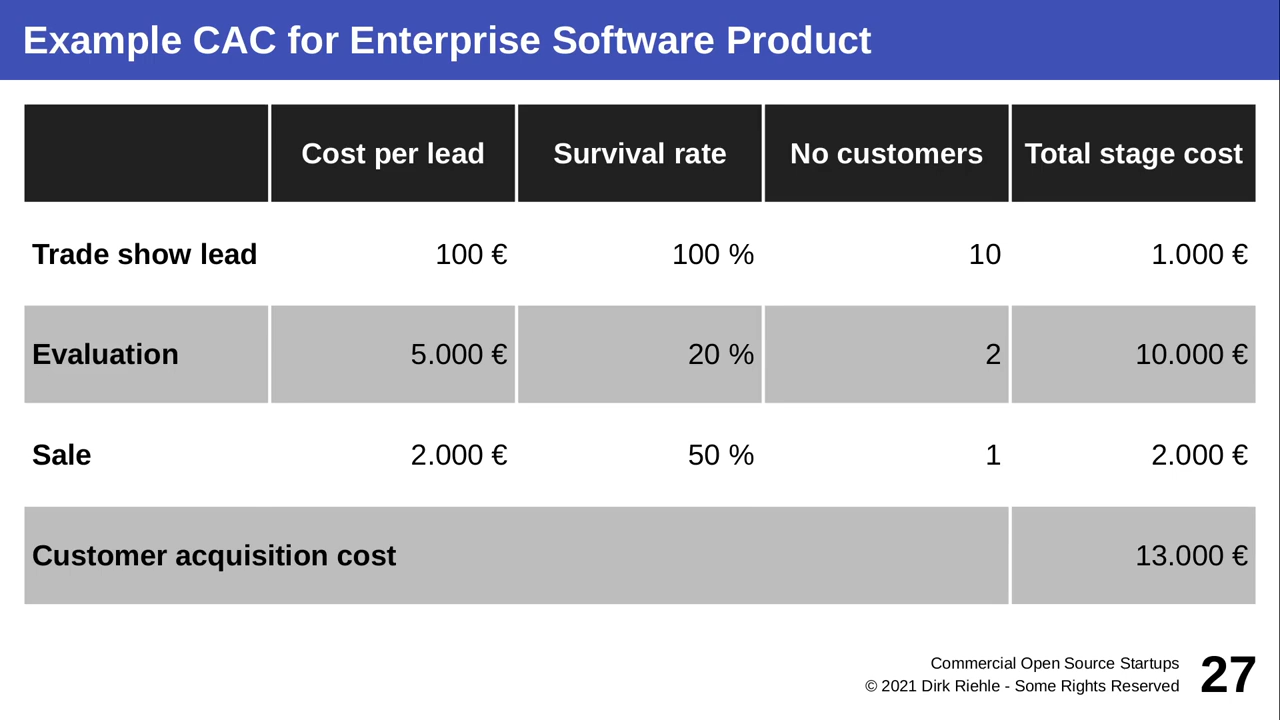 Example CAC for Enterprise Software Product
Cost per lead Survival rate No customers Total stage cost
Trade show lead 100 € 100 % 10 1.000 €
Evaluation 5.000 € 20 % 2 10.000 €
Sale 2.000 € 50 % 1 2.000 €
Customer acquisition cost 13.000 €
Commercial Open Source Startups
© 2021 Dirk Riehle - Some Rights Reserved
27